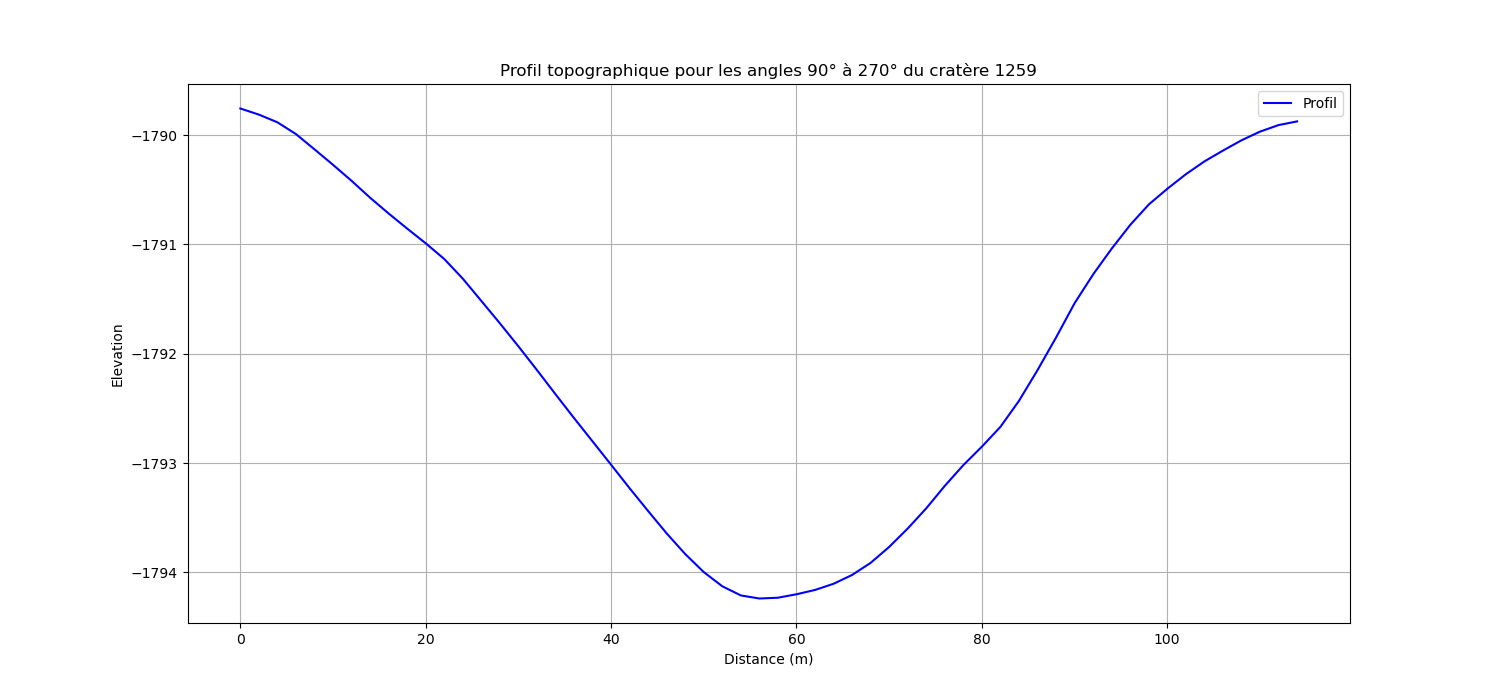 Profil topographique pour les angles 90° à 270° du cratère 1259
Profil
−1790
−1791
−1792
−1793
−1794
Elevation
0 20 40 60 80 100
Distance (m)